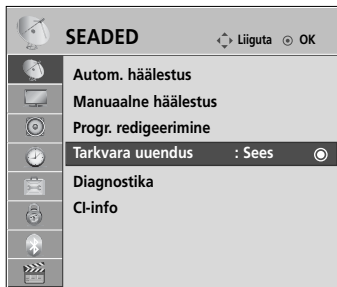 SEADED Liiguta OK
Autom. häälestus
Manuaalne häälestus
Progr. redigeerimine
Tarkvara uuendus : Sees
Diagnostika
CI-info